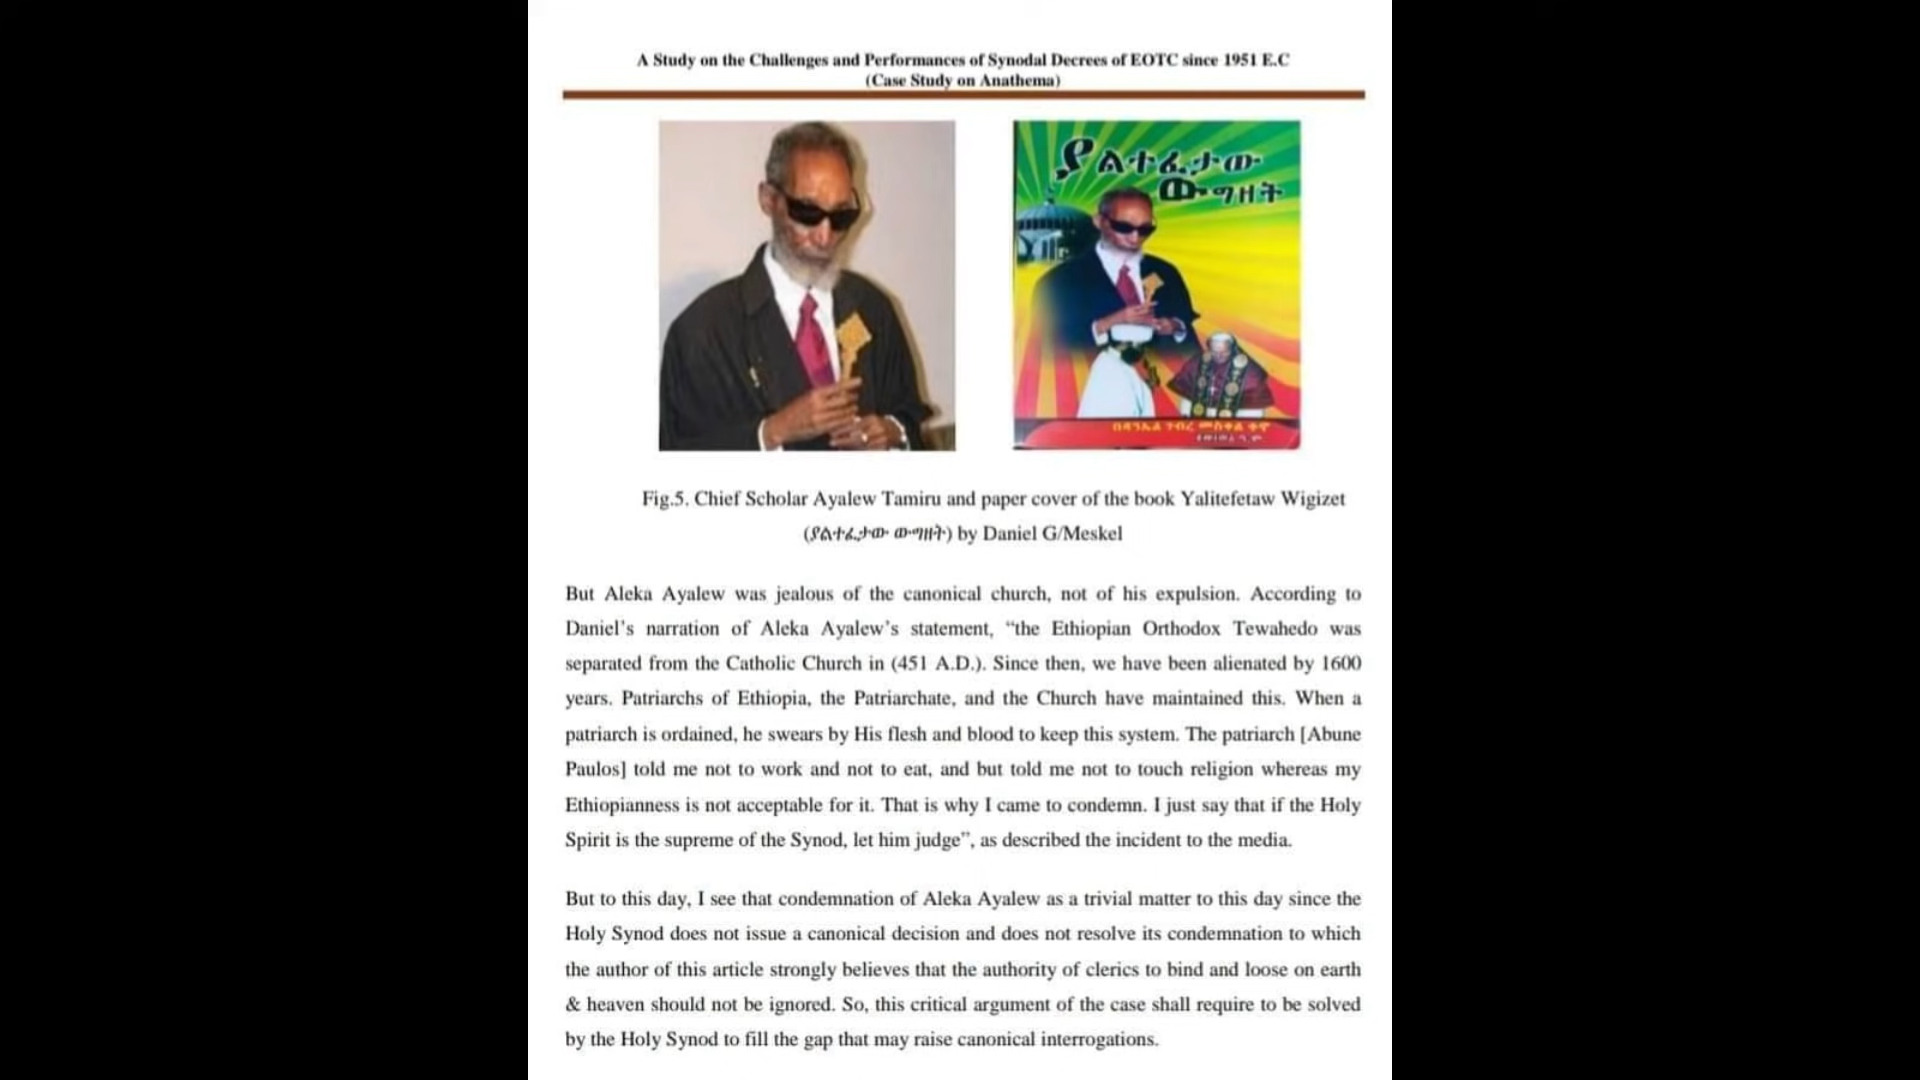 A Study on the Challenges and Performances of Synodal Decrees of EOTC since 1951 E.C
(Case Study on Anathema)
ያልተፈታው
ውግዘት
በዳንኤል ገብረ መስቀል
Fig.5. Chief Scholar Ayalew Tamiru and paper cover of the book Yalitefetaw Wigizet
(ያልተፈታው ውግዘት) by Daniel G/Meskel
But Aleka Ayalew was jealous of the canonical church, not of his expulsion. According to
Daniel’s narration of Aleka Ayalew’s statement, “the Ethiopian Orthodox Tewahedo was
separated from the Catholic Church in (451 A.D.). Since then, we have been alienated by 1600
years. Patriarchs of Ethiopia, the Patriarchate, and the Church have maintained this. When a
patriarch is ordained, he swears by His flesh and blood to keep this system. The patriarch [Abune
Paulos] told me not to work and not to eat, and but told me not to touch religion whereas my
Ethiopianness is not acceptable for it. That is why I came to condemn. I just say that if the Holy
Spirit is the supreme of the Synod, let him judge”, as described the incident to the media.
But to this day, I see that condemnation of Aleka Ayalew as a trivial matter to this day since the
Holy Synod does not issue a canonical decision and does not resolve its condemnation to which
the author of this article strongly believes that the authority of clerics to bind and loose on earth
& heaven should not be ignored. So, this critical argument of the case shall require to be solved
by the Holy Synod to fill the gap that may raise canonical interrogations.